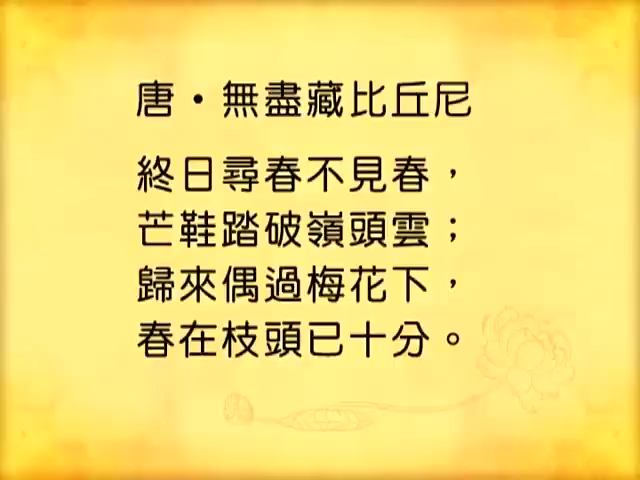 唐・無盡藏比丘尼
終日尋春不見春，
芒鞋踏破嶺頭雲；
歸來偶過梅花下，
春在枝頭已十分。